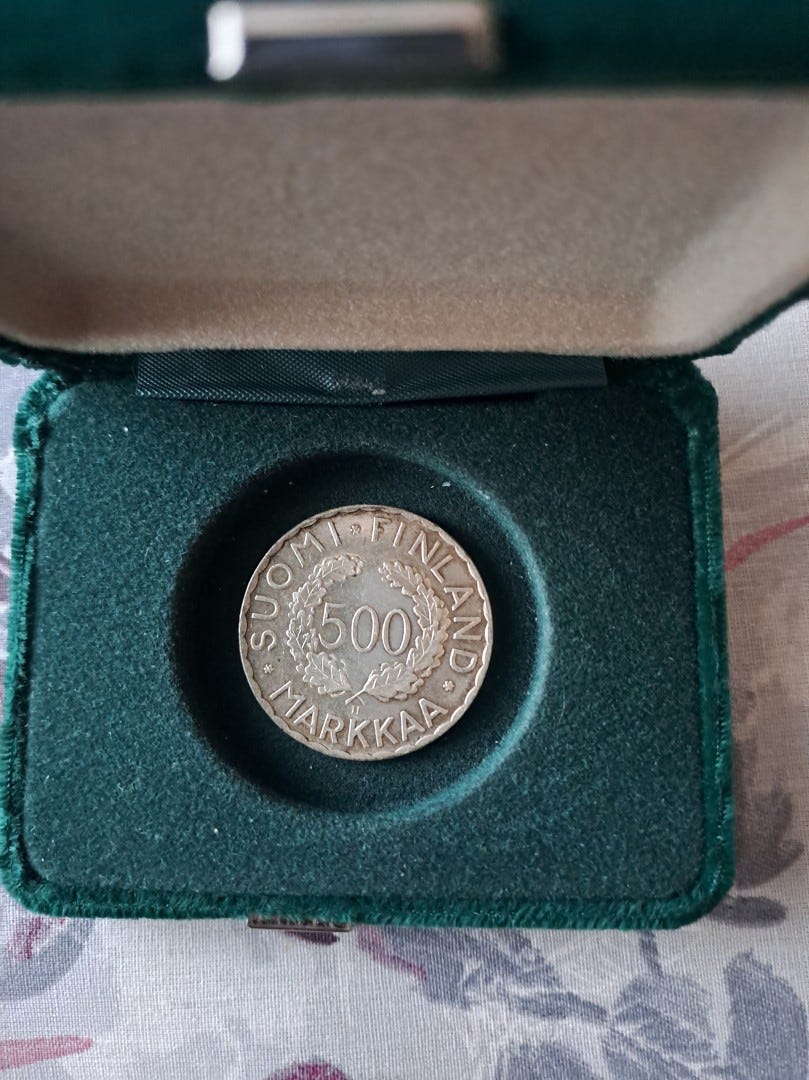 SUOMI * FINLAND *
500
* MARKKAA
H